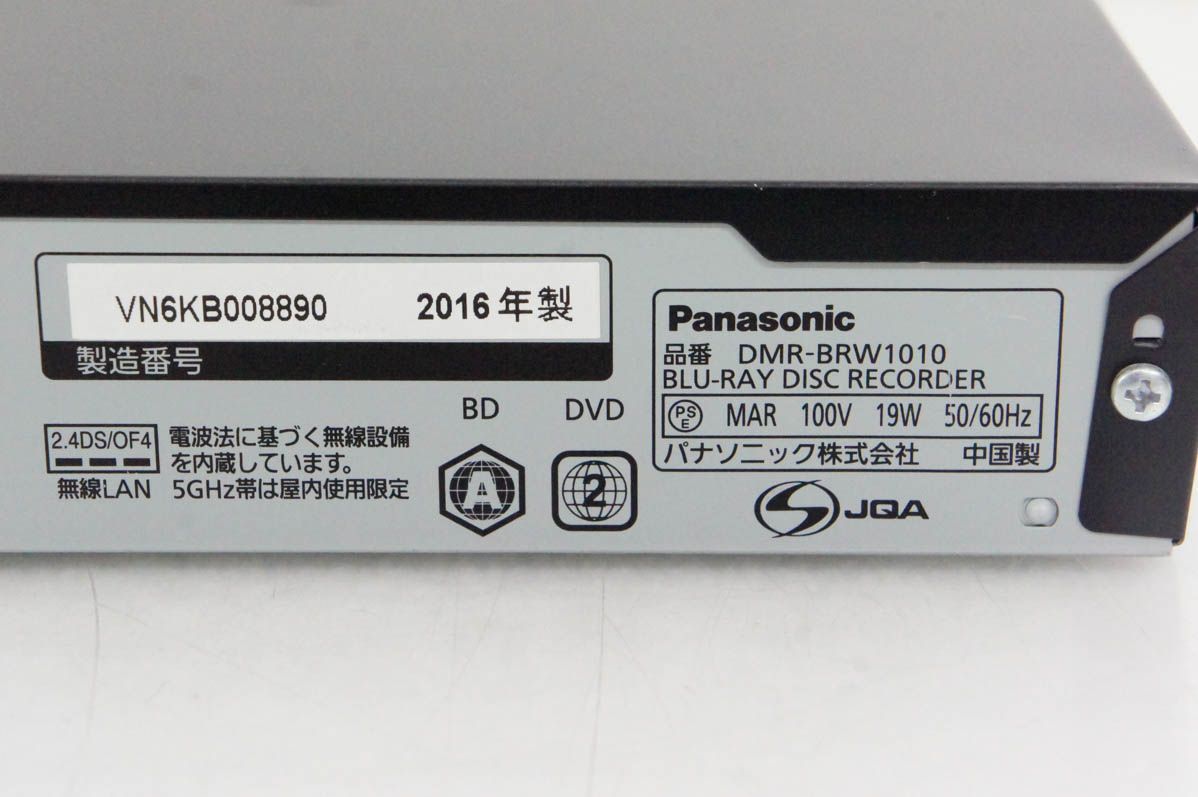 VN6KB008890 2016年製
製造番号
2.4DS/OF4
無線LAN
電波法に基づく無線設備
を内蔵しています。
5GHz帯は屋内使用限定
BD
A
DVD
2
Panasonic
品番 DMR-BRW1010
BLU-RAY DISC RECORDER
PSE MAR 100V 19W 50/60Hz
パナソニック株式会社 中国製
JQA